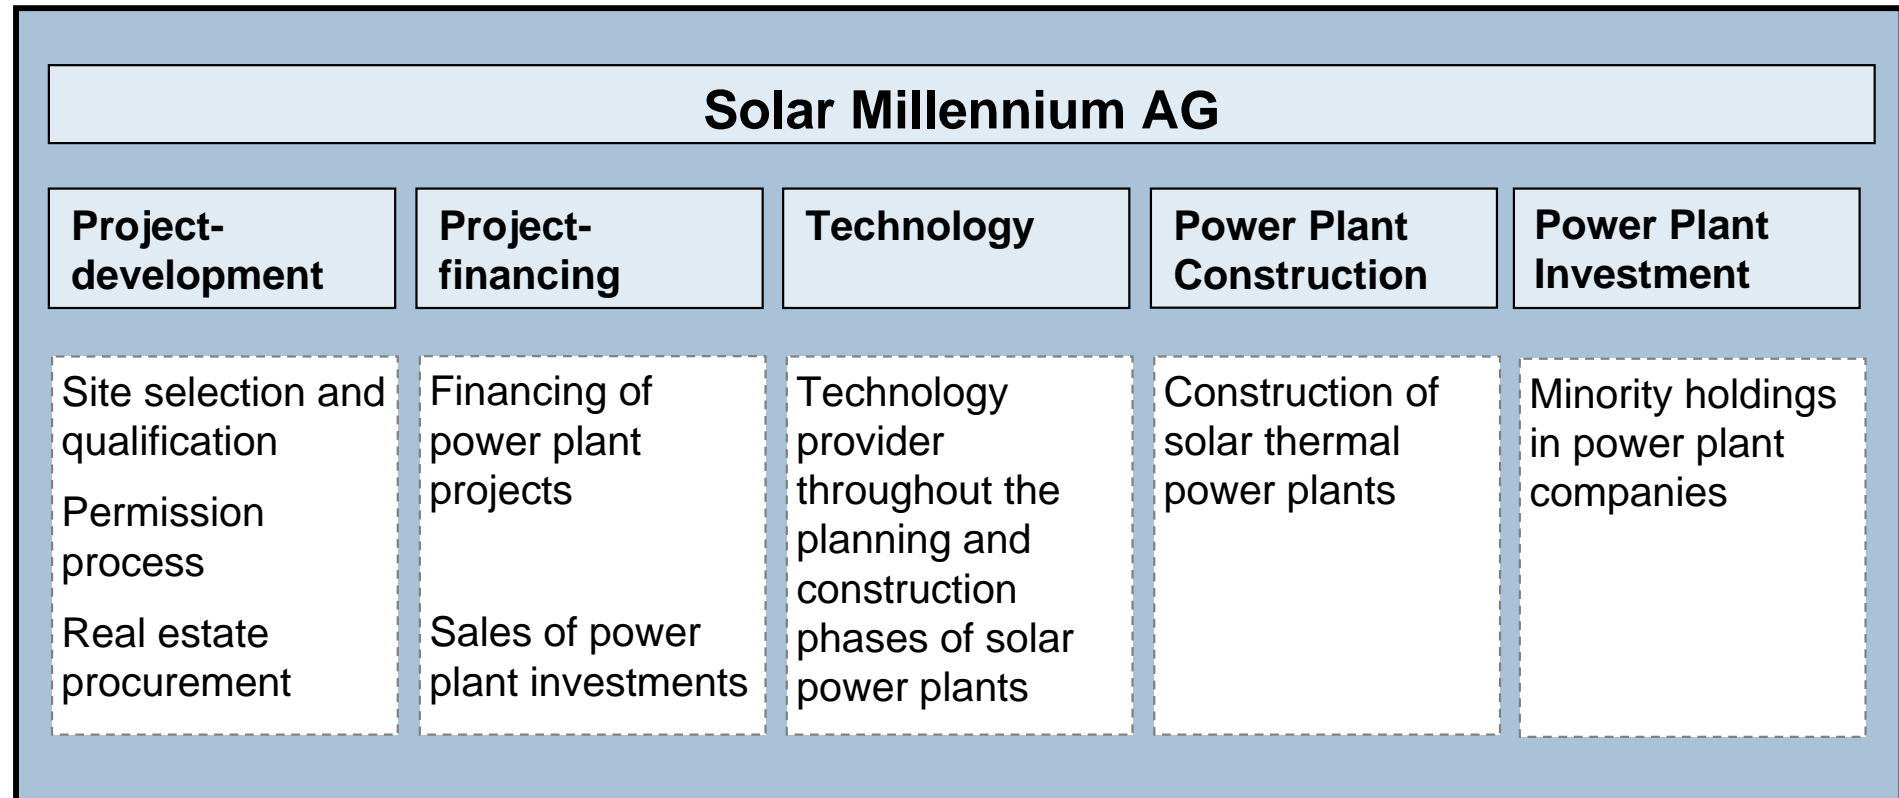 Solar Millennium AG
Project-
development
Project-
financing
Technology
Power Plant
Construction
Power Plant
Investment
Site selection and
qualification
Permission
process
Real estate
procurement
Financing of
power plant
projects
Sales of power
plant investments
Technology
provider
throughout the
planning and
construction
phases of solar
power plants
Construction of
solar thermal
power plants
Minority holdings
in power plant
companies